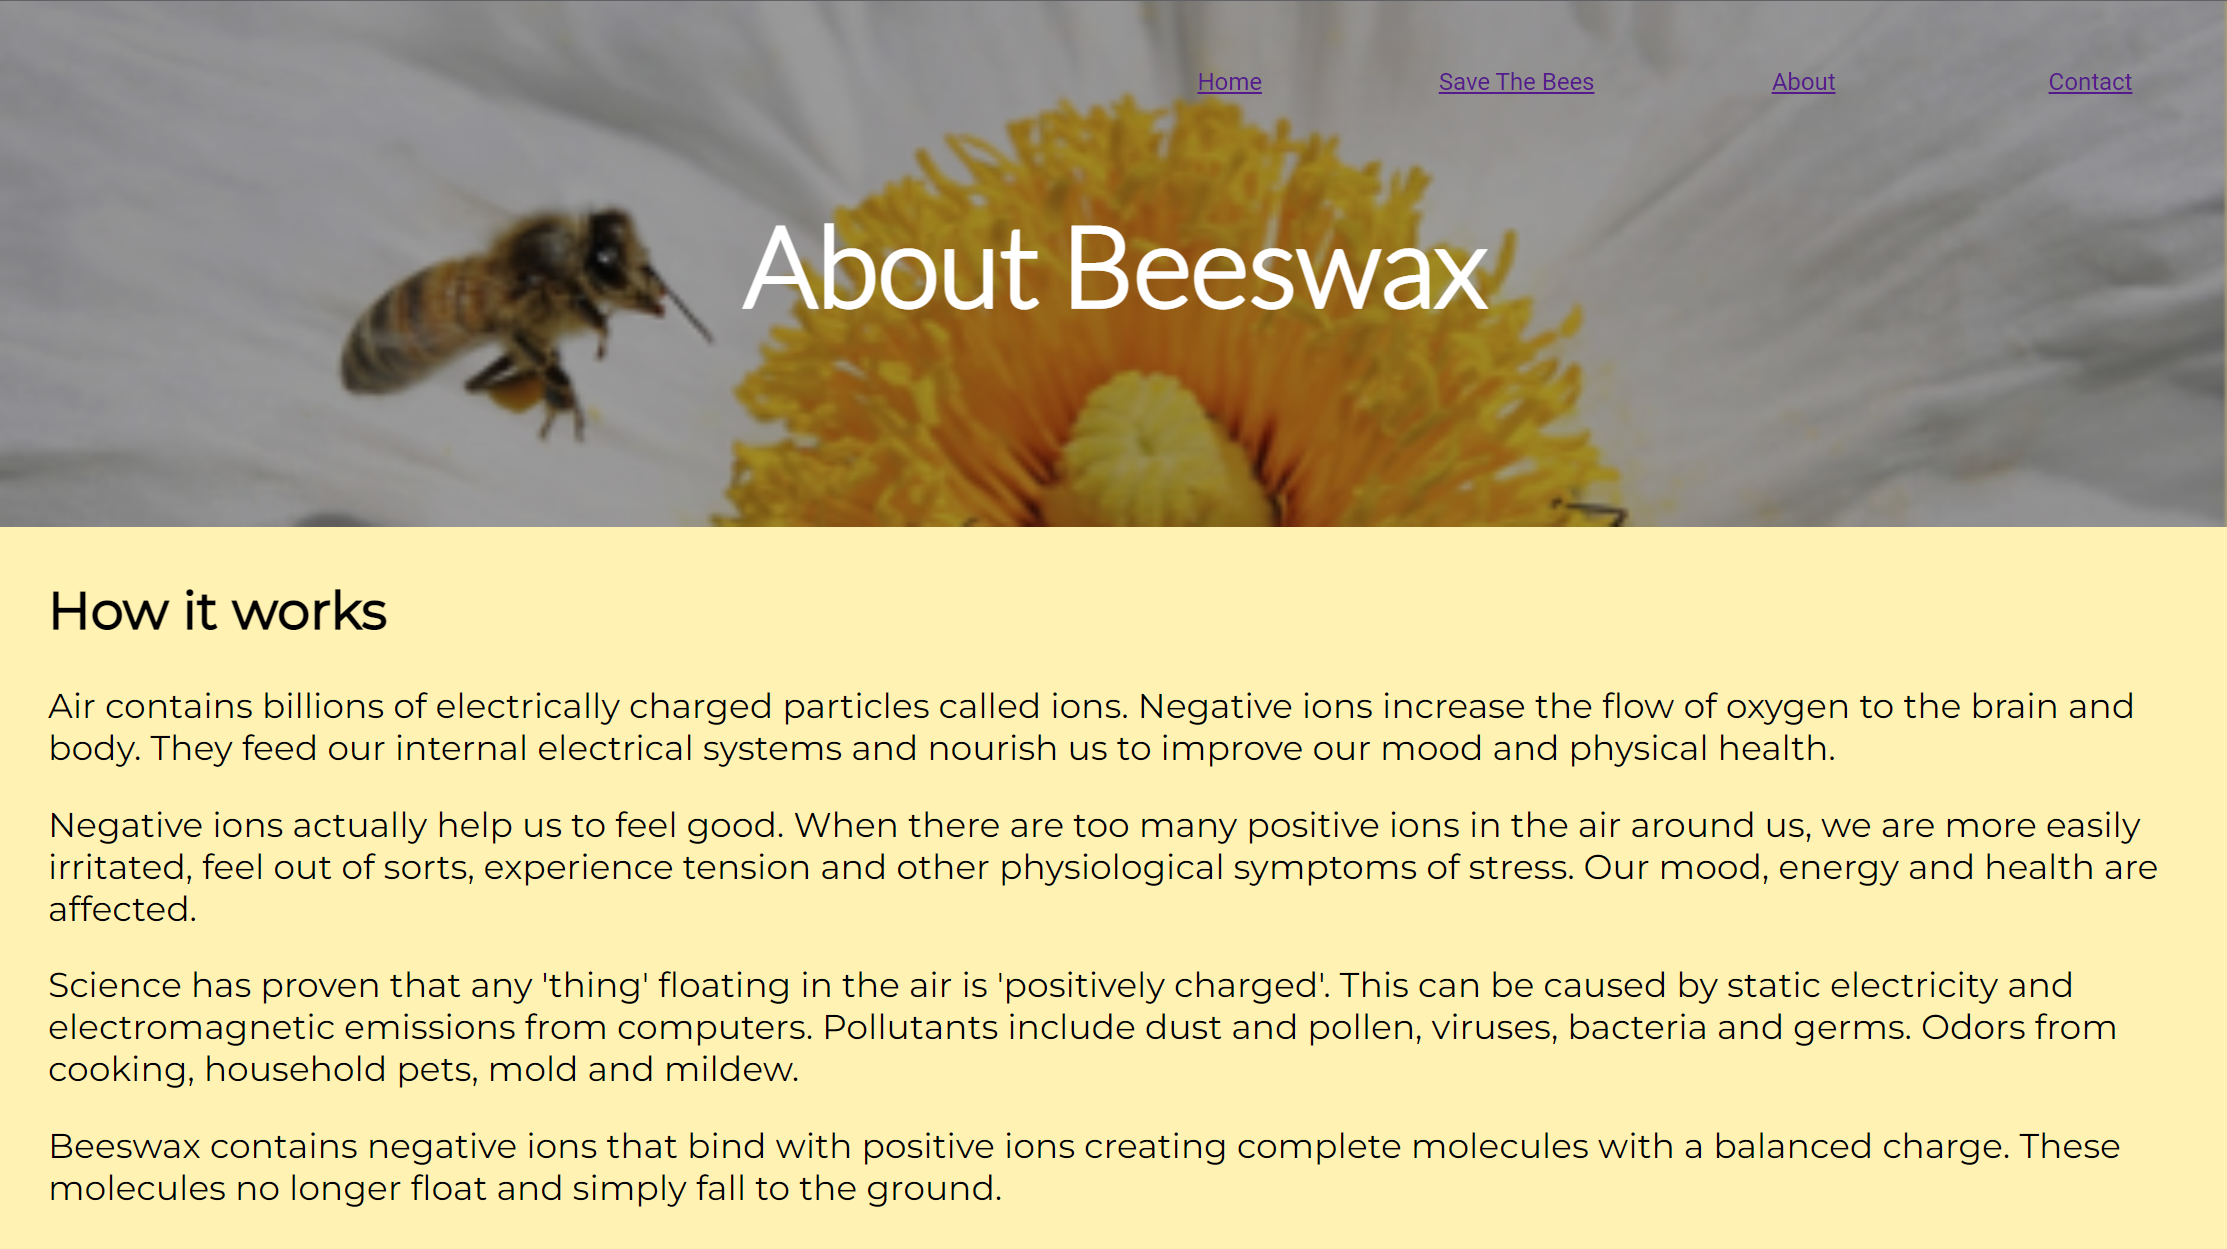 Home Save The Bees About Contact
About Beeswax
How it works
Air contains billions of electrically charged particles called ions. Negative ions increase the flow of oxygen to the brain and
body. They feed our internal electrical systems and nourish us to improve our mood and physical health.
Negative ions actually help us to feel good. When there are too many positive ions in the air around us, we are more easily
irritated, feel out of sorts, experience tension and other physiological symptoms of stress. Our mood, energy and health are
affected.
Science has proven that any 'thing' floating in the air is 'positively charged'. This can be caused by static electricity and
electromagnetic emissions from computers. Pollutants include dust and pollen, viruses, bacteria and germs. Odors from
cooking, household pets, mold and mildew.
Beeswax contains negative ions that bind with positive ions creating complete molecules with a balanced charge. These
molecules no longer float and simply fall to the ground.